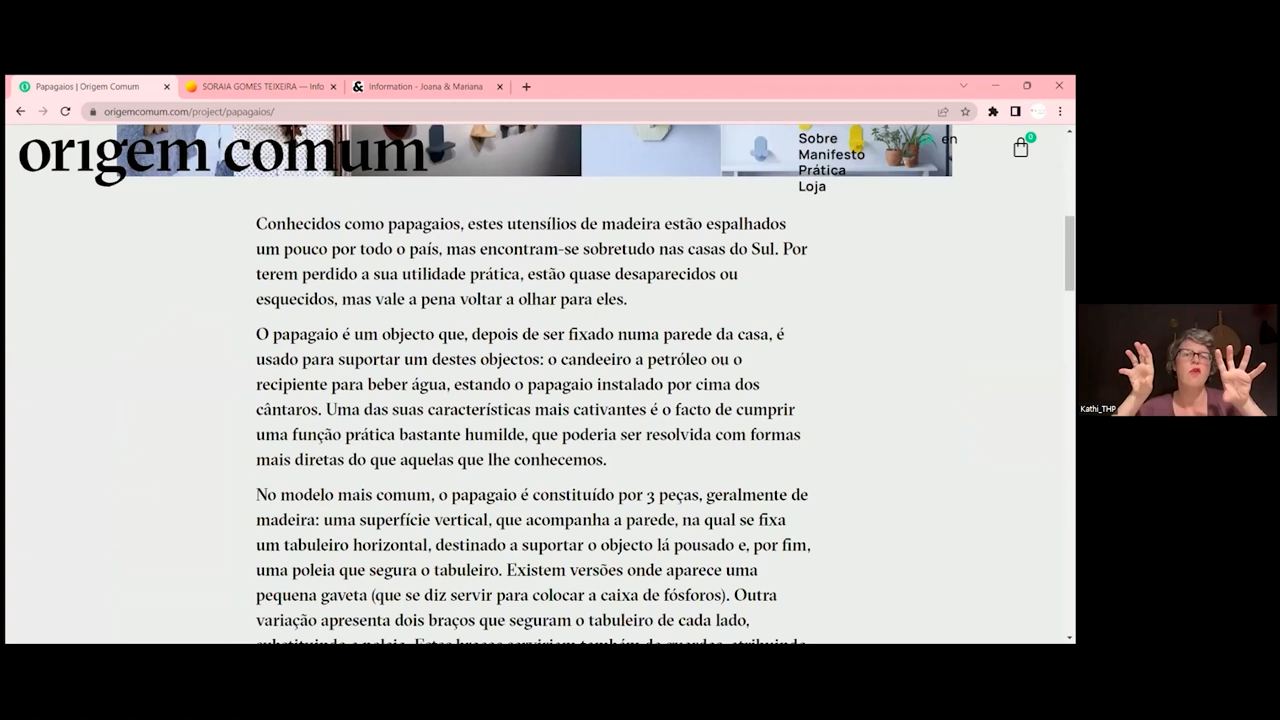 Papagaios | Origem Comum
SORAIA GOMES TEIXEIRA — Info
Information - Joana & Mariana
origemcomum.com/project/papagaios/
origem comum
Sobre
Manifesto
Prática
Loja
en
0
Conhecidos como papagaios, estes utensílios de madeira estão espalhados
um pouco por todo o país, mas encontram-se sobretudo nas casas do Sul. Por
terem perdido a sua utilidade prática, estão quase desaparecidos ou
esquecidos, mas vale a pena voltar a olhar para eles.
O papagaio é um objecto que, depois de ser fixado numa parede da casa, é
usado para suportar um destes objectos: o candeeiro a petróleo ou o
recipiente para beber água, estando o papagaio instalado por cima dos
cântaros. Uma das suas características mais cativantes é o facto de cumprir
uma função prática bastante humilde, que poderia ser resolvida com formas
mais diretas do que aquelas que lhe conhecemos.
No modelo mais comum, o papagaio é constituído por 3 peças, geralmente de
madeira: uma superfície vertical, que acompanha a parede, na qual se fixa
um tabuleiro horizontal, destinado a suportar o objecto lá pousado e, por fim,
uma poleia que segura o tabuleiro. Existem versões onde aparece uma
pequena gaveta (que se diz servir para colocar a caixa de fósforos). Outra
variação apresenta dois braços que seguram o tabuleiro de cada lado,
Kathi_THP